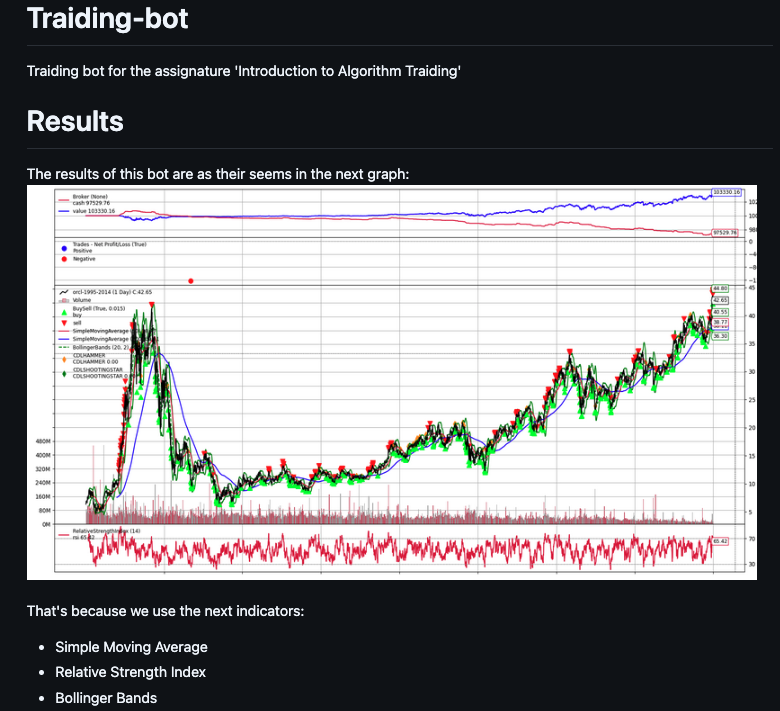 Traiding-bot
Traiding bot for the assignature 'Introduction to Algorithm Traiding'
Results
The results of this bot are as their seems in the next graph:
Broker (None)
cash 97529.76
value 103330.16
103330.16
97529.76
Trades - Net Profit/Loss (True)
Positive
Negative
orcl-1995-2014 (1 Day) C:42.65
Volume
BuySell (True, 0.015)
buy
sell
SimpleMovingAverage
SimpleMovingAverage
BollingerBands (20, 2)
CDLHAMMER
CDLHAMMER 0.00
CDLSHOOTINGSTAR
CDLSHOOTINGSTAR
44.80
42.65
40.55
39.77
36.30
45
40
35
30
25
20
15
10
5
480M
400M
320M
240M
160M
80M
0M
RelativeStrengthIndex (14)
rsi 65.42
65.42
70
30
That's because we use the next indicators:
• Simple Moving Average
• Relative Strength Index
• Bollinger Bands